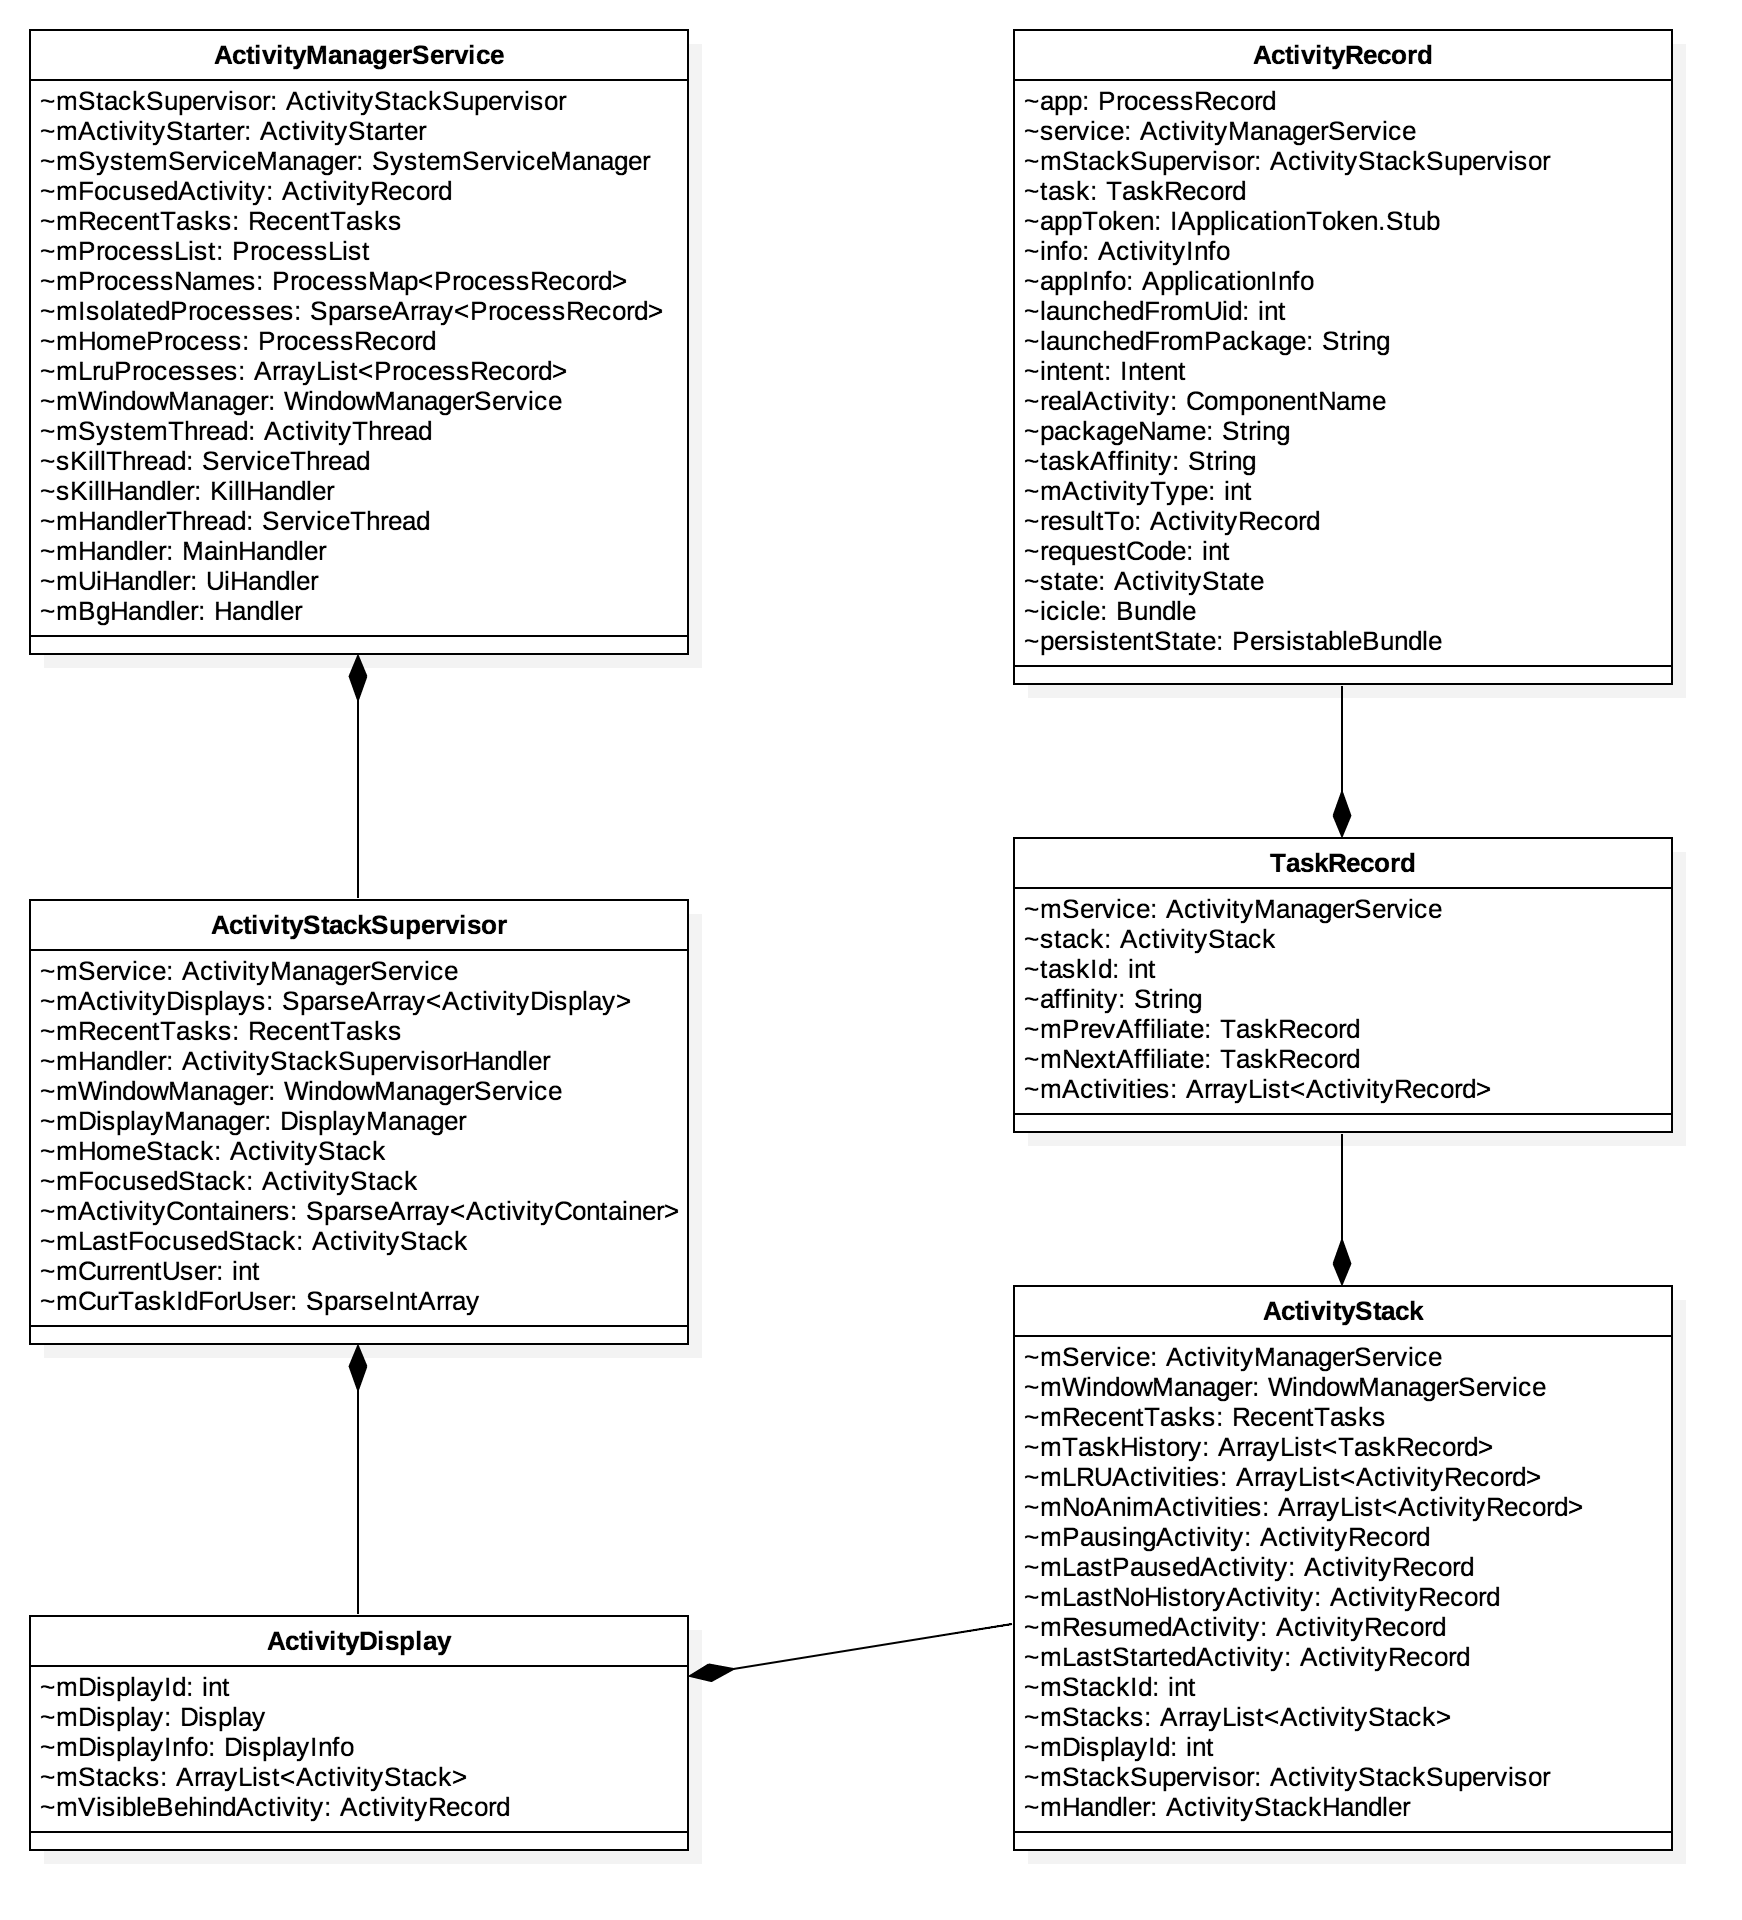 ActivityManagerService
~mStackSupervisor: ActivityStackSupervisor
~mActivityStarter: ActivityStarter
~mSystemServiceManager: SystemServiceManager
~mFocusedActivity: ActivityRecord
~mRecentTasks: RecentTasks
~mProcessList: ProcessList
~mProcessNames: ProcessMap<ProcessRecord>
~mIsolatedProcesses: SparseArray<ProcessRecord>
~mHomeProcess: ProcessRecord
~mLruProcesses: ArrayList<ProcessRecord>
~mWindowManager: WindowManagerService
~mSystemThread: ActivityThread
~sKillThread: ServiceThread
~sKillHandler: KillHandler
~mHandlerThread: ServiceThread
~mHandler: MainHandler
~mUiHandler: UiHandler
~mBgHandler: Handler
ActivityRecord
~app: ProcessRecord
~service: ActivityManagerService
~mStackSupervisor: ActivityStackSupervisor
~task: TaskRecord
~appToken: IApplicationToken.Stub
~info: ActivityInfo
~appInfo: ApplicationInfo
~launchedFromUid: int
~launchedFromPackage: String
~intent: Intent
~realActivity: ComponentName
~packageName: String
~taskAffinity: String
~mActivityType: int
~resultTo: ActivityRecord
~requestCode: int
~state: ActivityState
~icicle: Bundle
~persistentState: PersistableBundle
ActivityStackSupervisor
~mService: ActivityManagerService
~mActivityDisplays: SparseArray<ActivityDisplay>
~mRecentTasks: RecentTasks
~mHandler: ActivityStackSupervisorHandler
~mWindowManager: WindowManagerService
~mDisplayManager: DisplayManager
~mHomeStack: ActivityStack
~mFocusedStack: ActivityStack
~mActivityContainers: SparseArray<ActivityContainer>
~mLastFocusedStack: ActivityStack
~mCurrentUser: int
~mCurTaskIdForUser: SparseIntArray
TaskRecord
~mService: ActivityManagerService
~stack: ActivityStack
~taskId: int
~affinity: String
~mPrevAffiliate: TaskRecord
~mNextAffiliate: TaskRecord
~mActivities: ArrayList<ActivityRecord>
ActivityDisplay
~mDisplayId: int
~mDisplay: Display
~mDisplayInfo: DisplayInfo
~mStacks: ArrayList<ActivityStack>
~mVisibleBehindActivity: ActivityRecord
ActivityStack
~mService: ActivityManagerService
~mWindowManager: WindowManagerService
~mRecentTasks: RecentTasks
~mTaskHistory: ArrayList<TaskRecord>
~mLRUActivities: ArrayList<ActivityRecord>
~mNoAnimActivities: ArrayList<ActivityRecord>
~mPausingActivity: ActivityRecord
~mLastPausedActivity: ActivityRecord
~mLastNoHistoryActivity: ActivityRecord
~mResumedActivity: ActivityRecord
~mLastStartedActivity: ActivityRecord
~mStackId: int
~mStacks: ArrayList<ActivityStack>
~mDisplayId: int
~mStackSupervisor: ActivityStackSupervisor
~mHandler: ActivityStackHandler